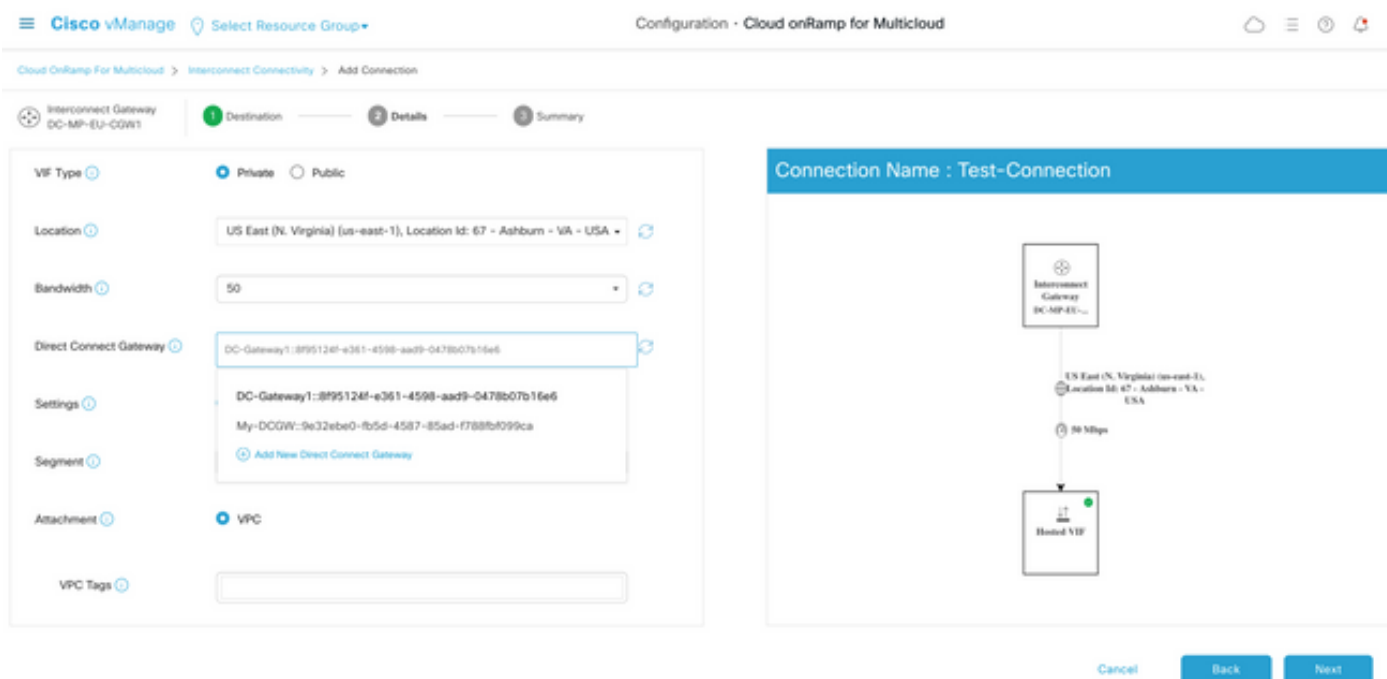 Cisco vManage Select Resource Group Configuration · Cloud onRamp for Multicloud
Cloud OnRamp For Multicloud > Interconnect Connectivity > Add Connection
Interconnect Gateway
DC-MP-EU-CGW1
1 Destination 2 Details 3 Summary
VIF Type Private Public
Location US East (N. Virginia) (us-east-1), Location Id: 67 - Ashburn - VA - USA
Bandwidth 50
Direct Connect Gateway DC-Gateway1::8f95124f-e361-4598-aad9-0478b07b16e6
DC-Gateway1::8f95124f-e361-4598-aad9-0478b07b16e6
Settings
My-DCGW::9e32ebe0-fb5d-4587-85ad-f788fbf099ca
Add New Direct Connect Gateway
Segment
Attachment VPC
VPC Tags
Connection Name : Test-Connection
Interconnect
Gateway
DC-MP-EU-...
US East (N. Virginia) (us-east-1),
Location Id: 67 - Ashburn - VA -
USA
50 Mbps
Hosted VIF
Cancel Back Next